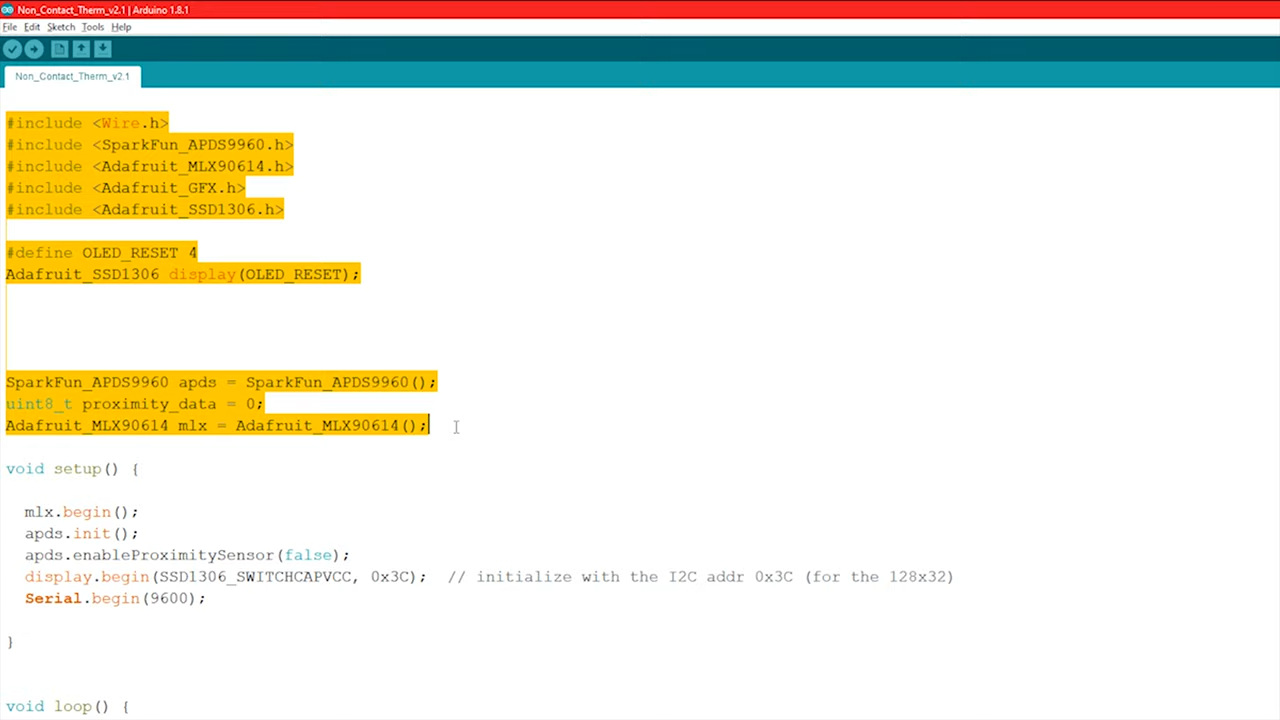 Non_Contact_Therm_v2.1 | Arduino 1.8.1
File Edit Sketch Tools Help
Non_Contact_Therm_v2.1
#include <Wire.h>
#include <SparkFun_APDS9960.h>
#include <Adafruit_MLX90614.h>
#include <Adafruit_GFX.h>
#include <Adafruit_SSD1306.h>
#define OLED_RESET 4
Adafruit_SSD1306 display(OLED_RESET);
SparkFun_APDS9960 apds = SparkFun_APDS9960();
uint8_t proximity_data = 0;
Adafruit_MLX90614 mlx = Adafruit_MLX90614();
void setup() {
mlx.begin();
apds.init();
apds.enableProximitySensor(false);
display.begin(SSD1306_SWITCHCAPVCC, 0x3C);  // initialize with the I2C addr 0x3C (for the 128x32)
Serial.begin(9600);
}
void loop() {